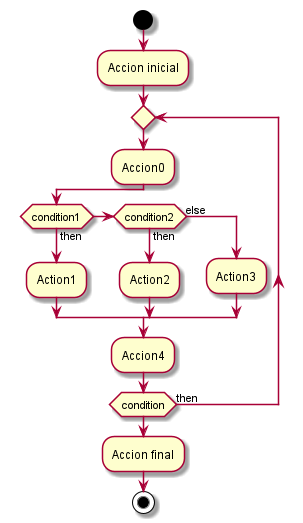 Accion inicial
Accion0
condition1
condition2
else
then
then
Action1
Action2
Action3
Accion4
condition
then
Accion final